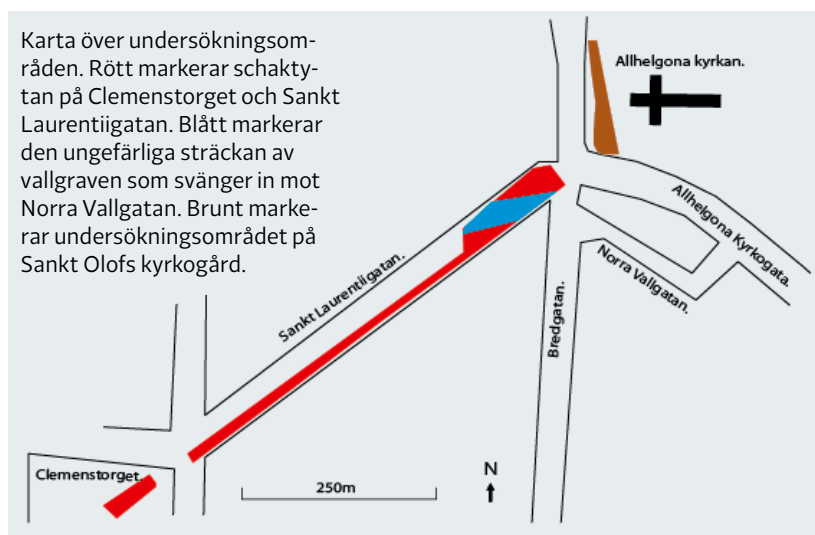 Karta över undersökningsom-
råden. Rött markerar schakty-
tan på Clemenstorget och Sankt
Laurentiigatan. Blått markerar
den ungefärliga sträckan av
vallgraven som svänger in mot
Norra Vallgatan. Brunt marke-
rar undersökningsområdet på
Sankt Olofs kyrkogård.
Allhelgona kyrkan.
Allhelgona Kyrkogata.
Norra Vallgatan.
Sankt Laurentiigatan.
Bredgatan.
Clemenstorget.
250m
N